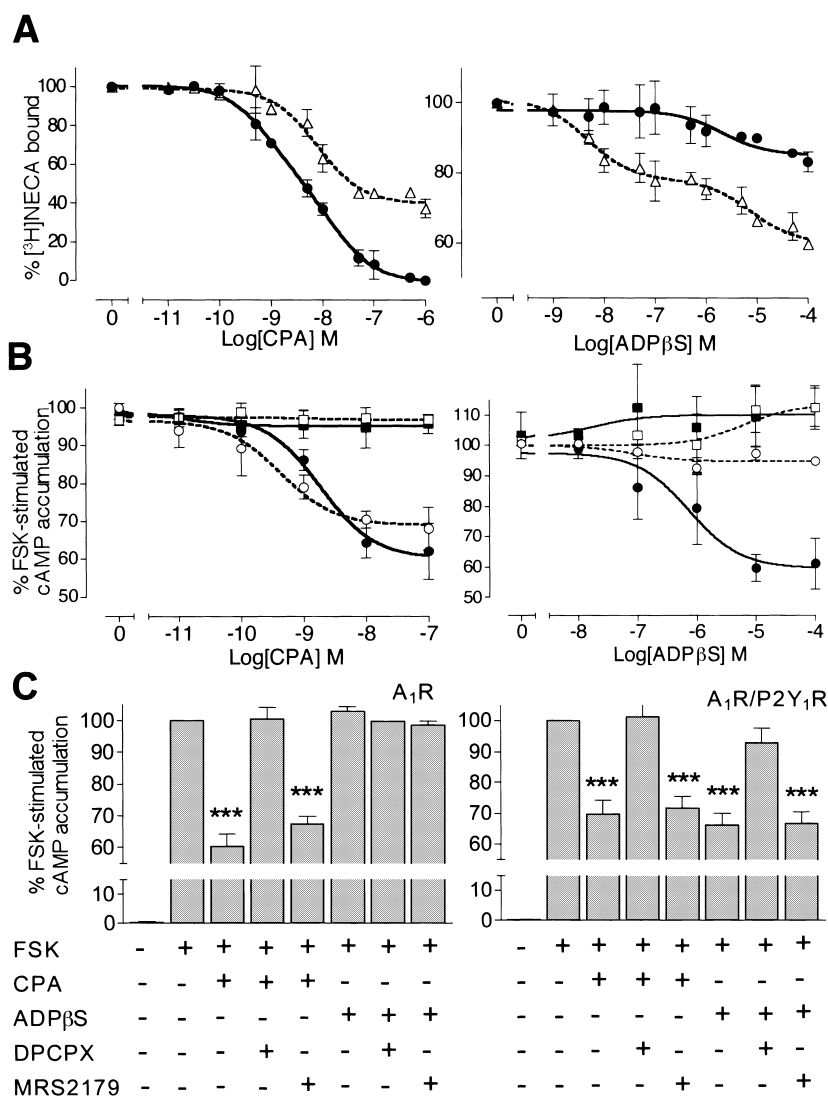 A
% [³H]NECA bound
100
80
60
40
20
0
0 -11 -10 -9 -8 -7 -6
Log[CPA] M
100
80
60
0 -9 -8 -7 -6 -5 -4
Log[ADPβS] M
B
% FSK-stimulated
cAMP accumulation
100
90
80
70
60
50
0 -11 -10 -9 -8 -7
Log[CPA] M
110
100
90
80
70
60
50
0 -8 -7 -6 -5 -4
Log[ADPβS] M
C
% FSK-stimulated
cAMP accumulation
A₁R
100
90
80
70
60
10
0
*** ***
A₁R/P2Y₁R
100
90
80
70
60
10
0
*** *** *** ***
FSK - + + + + + + + - + + + + + + +
CPA - - + + + - - - - - + + + - - -
ADPβS - - - - - + + + - - - - - + + +
DPCPX - - - + - - + - - - - + - - + -
MRS2179 - - - - + - - + - - - - + - - +